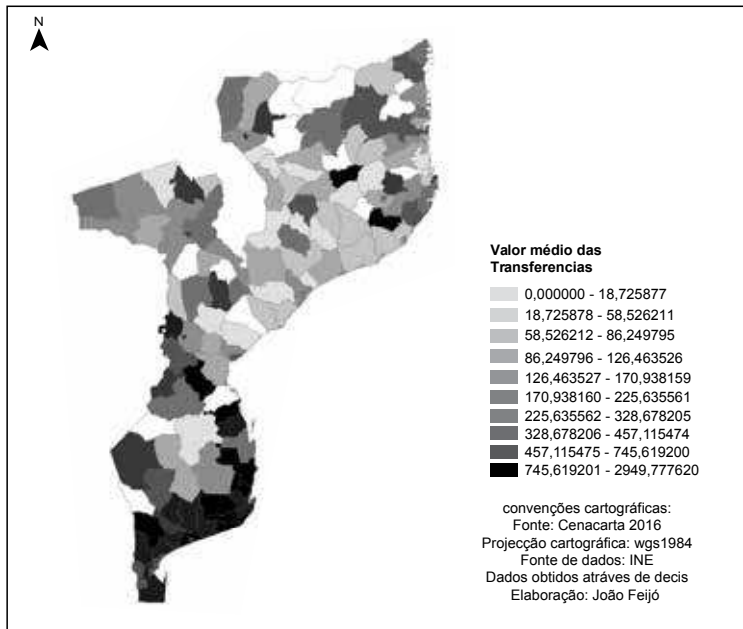 N
Valor médio das
Transferencias
0,000000 - 18,725877
18,725878 - 58,526211
58,526212 - 86,249795
86,249796 - 126,463526
126,463527 - 170,938159
170,938160 - 225,635561
225,635562 - 328,678205
328,678206 - 457,115474
457,115475 - 745,619200
745,619201 - 2949,777620
convenções cartográficas:
Fonte: Cenacarta 2016
Projecção cartográfica: wgs1984
Fonte de dados: INE
Dados obtidos atráves de decis
Elaboração: João Feijó